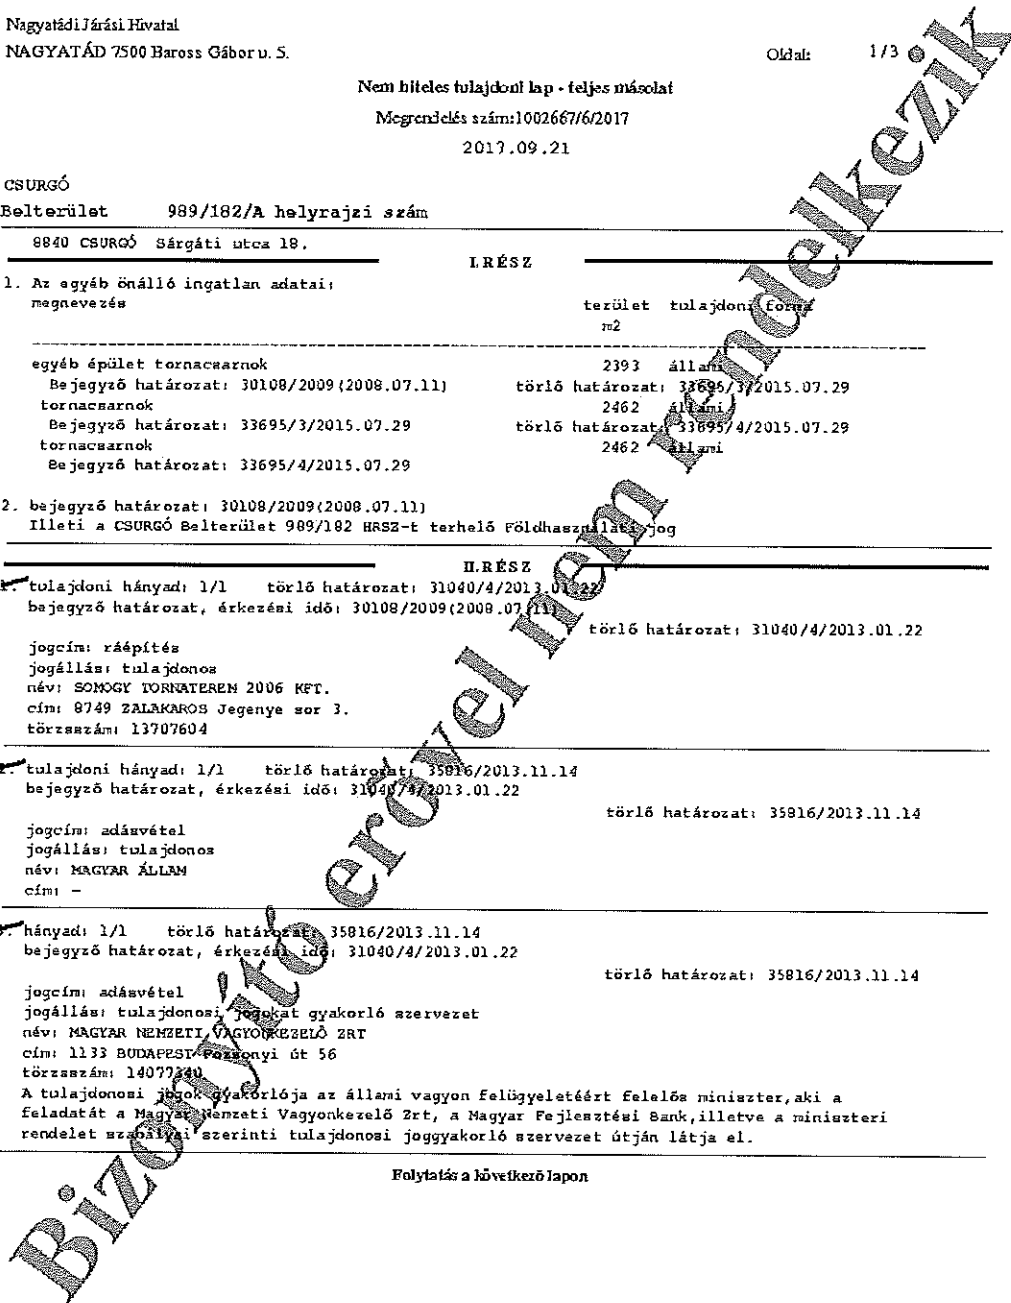 Nagyatádi Járási Hivatal
NAGYATÁD 7500 Baross Gábor u. 5.
Oldal: 1/3
Nem hiteles tulajdoni lap - teljes másolat
Megrendelés szám:1002667/6/2017
2017.09.21
CSURGÓ
Belterület 989/182/A helyrajzi szám
8840 CSURGÓ Sárgáti utca 18.
I.RÉSZ
1. Az egyéb önálló ingatlan adatai:
megnevezés terület tulajdoni forma
m2
egyéb épület tornacsarnok 2393 állami
Bejegyző határozat: 30108/2009(2008.07.11) törlő határozat: 33695/3/2015.07.29
tornacsarnok 2462 állami
Bejegyző határozat: 33695/3/2015.07.29 törlő határozat: 33695/4/2015.07.29
tornacsarnok 2462 állami
Bejegyző határozat: 33695/4/2015.07.29
2. bejegyző határozat: 30108/2009(2008.07.11)
Illeti a CSURGÓ Belterület 989/182 HRSZ-t terhelő Földhasználati jog
II.RÉSZ
1. tulajdoni hányad: 1/1 törlő határozat: 31040/4/2013.01.22
bejegyző határozat, érkezési idő: 30108/2009(2008.07.11)
törlő határozat: 31040/4/2013.01.22
jogcím: ráépítés
jogállás: tulajdonos
név: SOMOGY TORNATEREM 2006 KFT.
cím: 8749 ZALAKAROS Jegenye sor 3.
törzsszám: 13707604
2. tulajdoni hányad: 1/1 törlő határozat: 35816/2013.11.14
bejegyző határozat, érkezési idő: 31040/4/2013.01.22
törlő határozat: 35816/2013.11.14
jogcím: adásvétel
jogállás: tulajdonos
név: MAGYAR ÁLLAM
cím: -
3. hányad: 1/1 törlő határozat: 35816/2013.11.14
bejegyző határozat, érkezési idő: 31040/4/2013.01.22
törlő határozat: 35816/2013.11.14
jogcím: adásvétel
jogállás: tulajdonosi jogokat gyakorló szervezet
név: MAGYAR NEMZETI VAGYONKEZELŐ ZRT
cím: 1133 BUDAPEST Pozsonyi út 56
törzsszám: 14077340
A tulajdonosi jogok gyakorlója az állami vagyon felügyeletéért felelős miniszter,aki a
feladatát a Magyar Nemzeti Vagyonkezelő Zrt, a Magyar Fejlesztési Bank,illetve a miniszteri
rendelet szabályai szerinti tulajdonosi joggyakorló szervezet útján látja el.
Folytatás a következő lapon
Bizonyító erővel nem rendelkezik